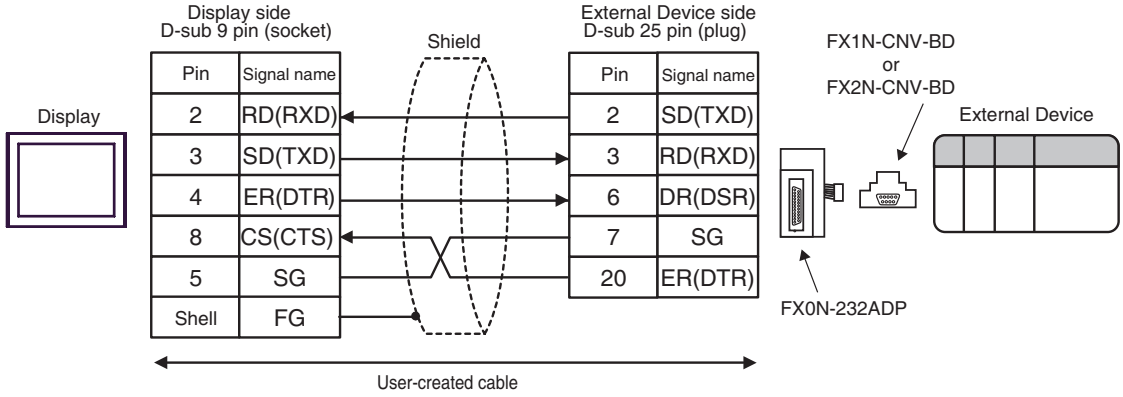 Display side
D-sub 9 pin (socket)
Shield
External Device side
D-sub 25 pin (plug)
FX1N-CNV-BD
or
FX2N-CNV-BD
Display
External Device
Pin Signal name
2 RD(RXD)
3 SD(TXD)
4 ER(DTR)
8 CS(CTS)
5 SG
Shell FG
Pin Signal name
2 SD(TXD)
3 RD(RXD)
6 DR(DSR)
7 SG
20 ER(DTR)
FX0N-232ADP
User-created cable